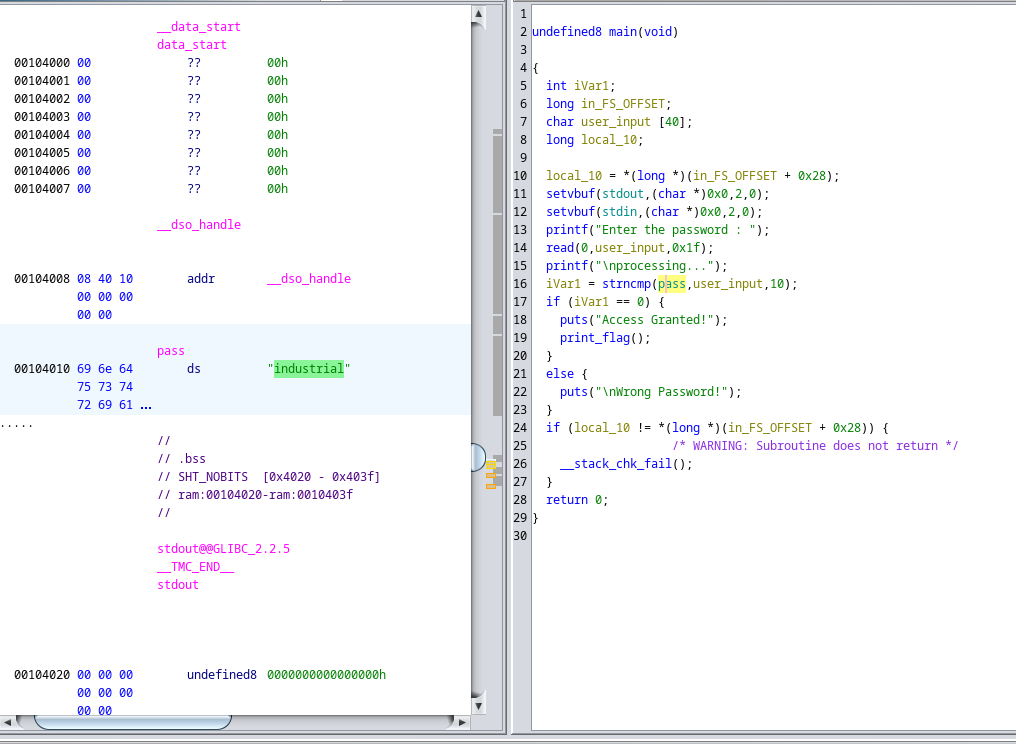 __data_start
data_start
00104000 00 ?? 00h
00104001 00 ?? 00h
00104002 00 ?? 00h
00104003 00 ?? 00h
00104004 00 ?? 00h
00104005 00 ?? 00h
00104006 00 ?? 00h
00104007 00 ?? 00h
__dso_handle
00104008 08 40 10 addr __dso_handle
00 00 00
00 00
pass
00104010 69 6e 64 ds "industrial"
75 73 74
72 69 61 ...
.....
//
// .bss
// SHT_NOBITS [0x4020 - 0x403f]
// ram:00104020-ram:0010403f
//
stdout@@GLIBC_2.2.5
__TMC_END__
stdout
00104020 00 00 00 undefined8 0000000000000000h
00 00 00
00 00
1
2 undefined8 main(void)
3
4 {
5 int iVar1;
6 long in_FS_OFFSET;
7 char user_input [40];
8 long local_10;
9
10 local_10 = *(long *)(in_FS_OFFSET + 0x28);
11 setvbuf(stdout,(char *)0x0,2,0);
12 setvbuf(stdin,(char *)0x0,2,0);
13 printf("Enter the password : ");
14 read(0,user_input,0x1f);
15 printf("\nprocessing...");
16 iVar1 = strncmp(pass,user_input,10);
17 if (iVar1 == 0) {
18 puts("Access Granted!");
19 print_flag();
20 }
21 else {
22 puts("\nWrong Password!");
23 }
24 if (local_10 != *(long *)(in_FS_OFFSET + 0x28)) {
25 /* WARNING: Subroutine does not return */
26 __stack_chk_fail();
27 }
28 return 0;
29 }
30